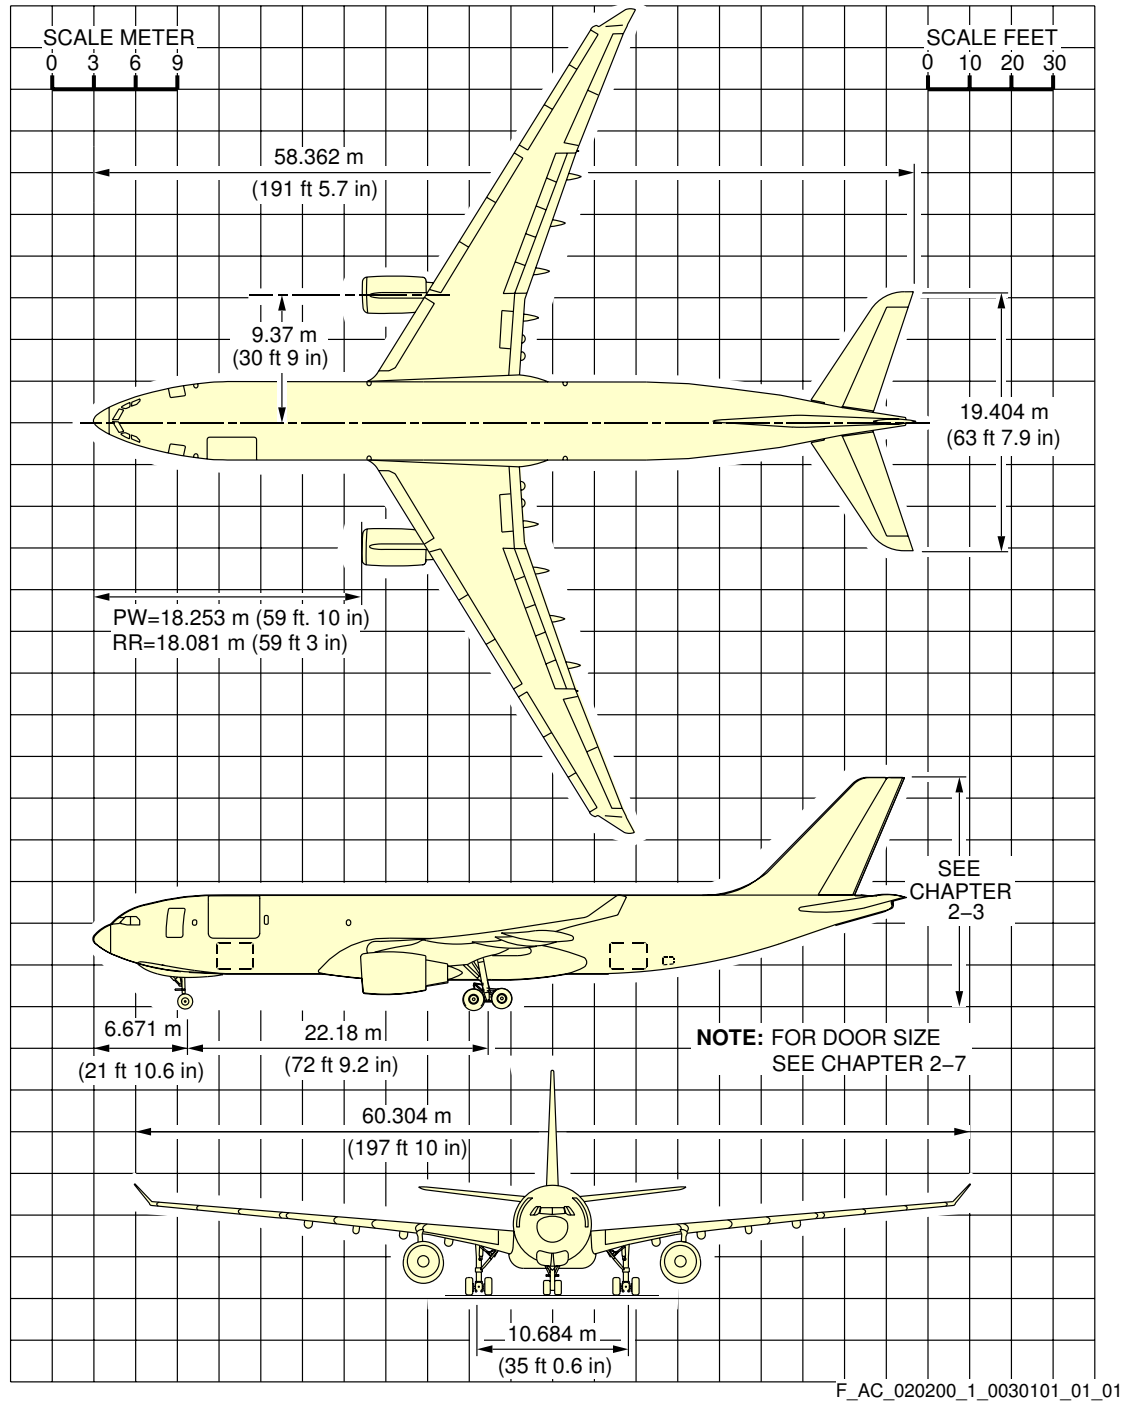 SCALE METER
0 3 6 9
SCALE FEET
0 10 20 30
58.362 m
(191 ft 5.7 in)
9.37 m
(30 ft 9 in)
19.404 m
(63 ft 7.9 in)
PW=18.253 m (59 ft. 10 in)
RR=18.081 m (59 ft 3 in)
SEE
CHAPTER
2−3
6.671 m
(21 ft 10.6 in)
22.18 m
(72 ft 9.2 in)
NOTE: FOR DOOR SIZE
SEE CHAPTER 2−7
60.304 m
(197 ft 10 in)
10.684 m
(35 ft 0.6 in)
F_AC_020200_1_0030101_01_01